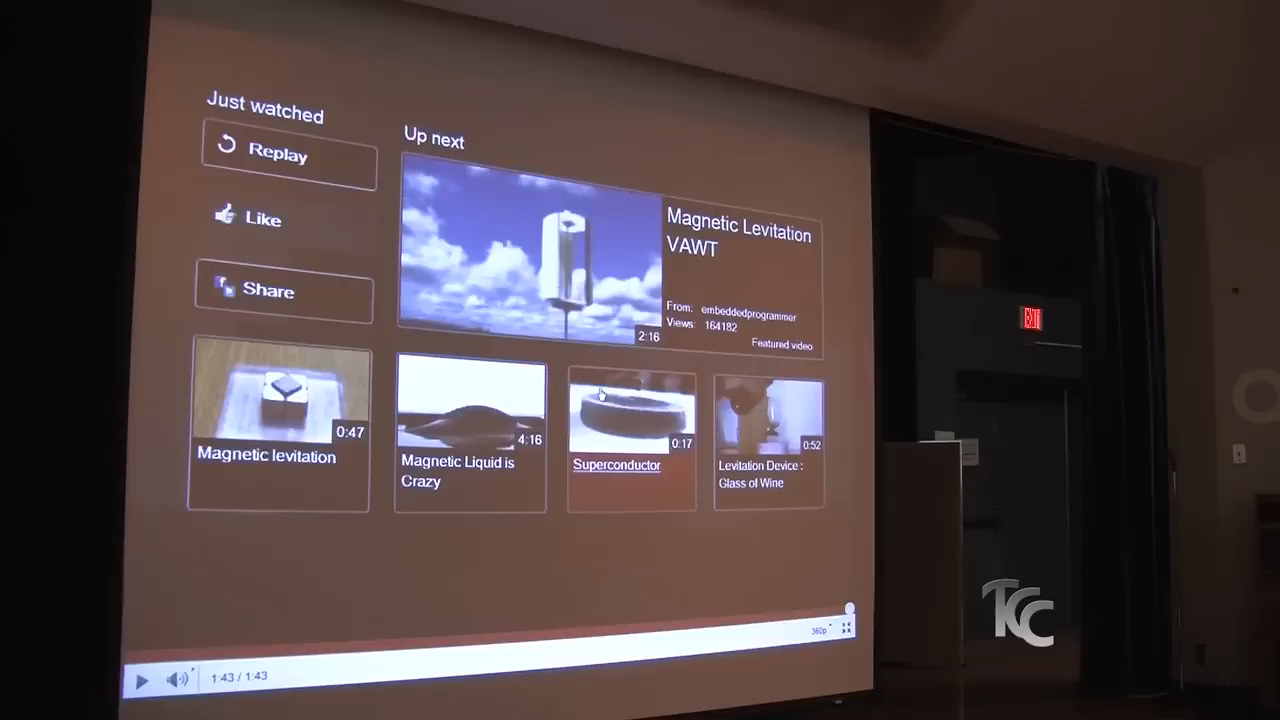 Just watched
Replay
Like
Share
Up next
2:16
Magnetic Levitation
VAWT
From: embeddedprogrammer
Views: 164182
Featured video
0:47
Magnetic levitation
4:16
Magnetic Liquid is
Crazy
0:17
Superconductor
0:52
Levitation Device :
Glass of Wine
EXIT
TCC
360p
1:43 / 1:43